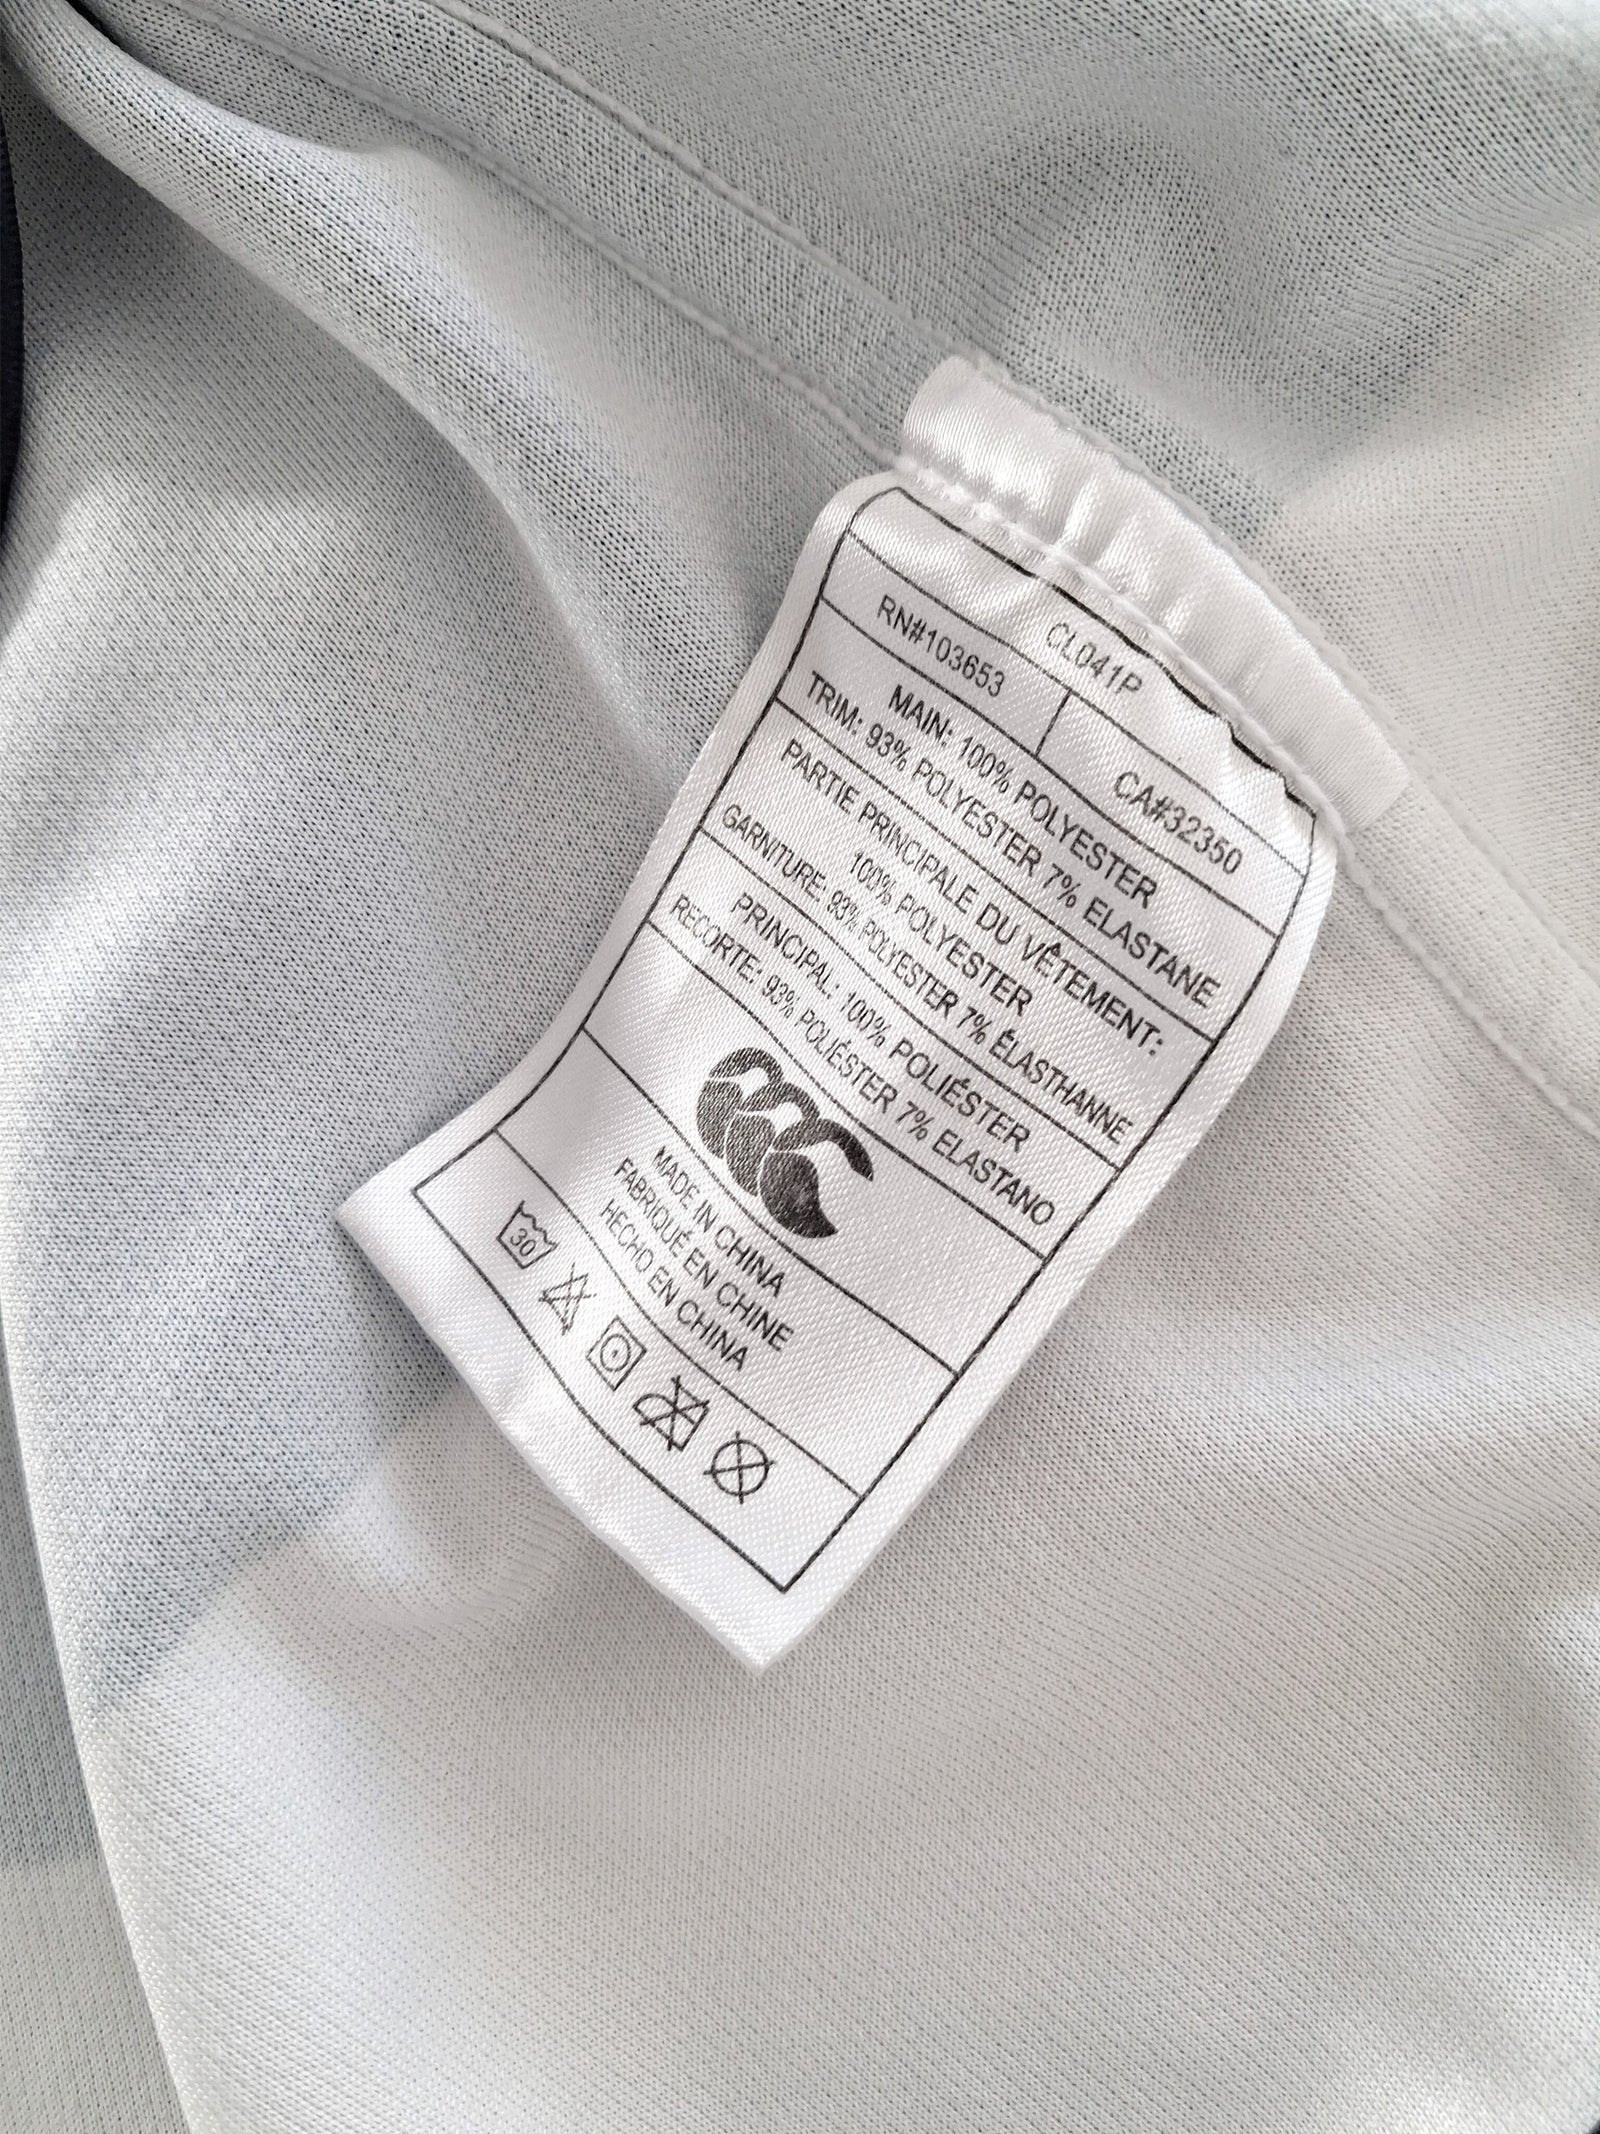 CL041P
RN#103653 CA#32350
MAIN: 100% POLYESTER
TRIM: 93% POLYESTER 7% ELASTANE
PARTIE PRINCIPALE DU VÊTEMENT:
100% POLYESTER
GARNITURE: 93% POLYESTER 7% ÉLASTHANNE
PRINCIPAL: 100% POLIÉSTER
RECORTE: 93% POLIÉSTER 7% ELASTANO
MADE IN CHINA
FABRIQUÉ EN CHINE
HECHO EN CHINA
30